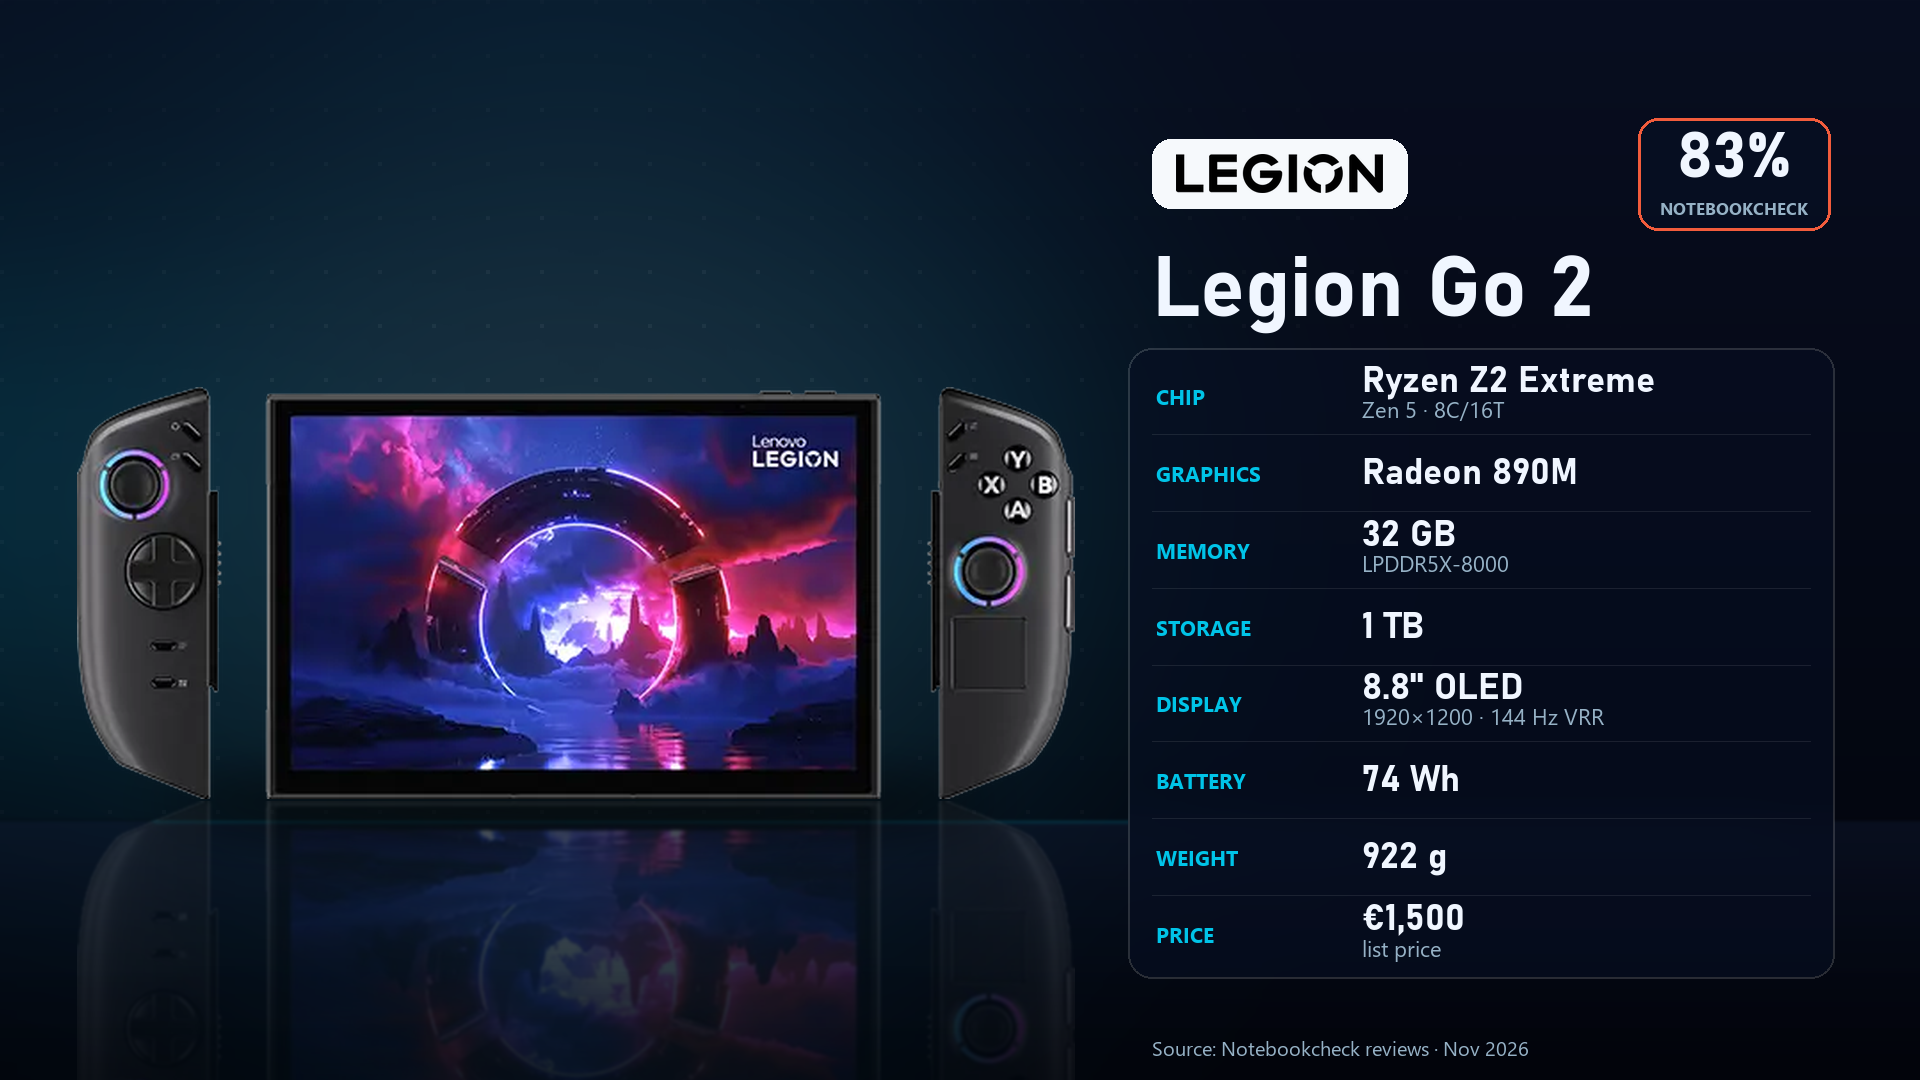 LEGION
83%
NOTEBOOKCHECK
Legion Go 2
Lenovo
LEGION
Y
X B
A
CHIP
Ryzen Z2 Extreme
Zen 5 · 8C/16T
GRAPHICS
Radeon 890M
MEMORY
32 GB
LPDDR5X-8000
STORAGE
1 TB
DISPLAY
8.8" OLED
1920×1200 · 144 Hz VRR
BATTERY
74 Wh
WEIGHT
922 g
PRICE
€1,500
list price
Source: Notebookcheck reviews · Nov 2026